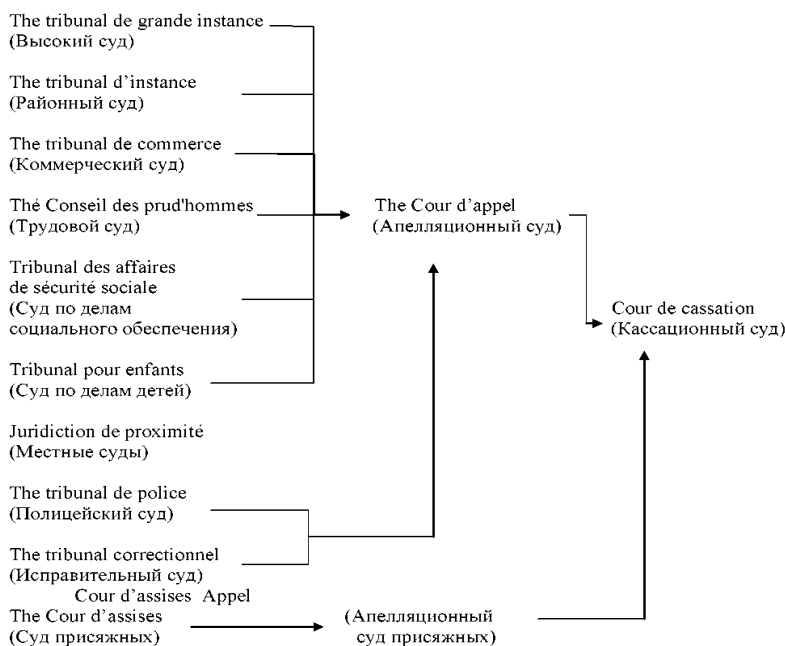 The tribunal de grande instance
(Высокий суд)
The tribunal d’instance
(Районный суд)
The tribunal de commerce
(Коммерческий суд)
Thé Conseil des prud'hommes
(Трудовой суд)
The Cour d’appel
(Апелляционный суд)
Tribunal des affaires
de sécurité sociale
(Суд по делам
социального обеспечения)
Cour de cassation
(Кассационный суд)
Tribunal pour enfants
(Суд по делам детей)
Juridiction de proximité
(Местные суды)
The tribunal de police
(Полицейский суд)
The tribunal correctionnel
(Исправительный суд)
Cour d’assises Appel
The Cour d’assises
(Суд присяжных)
(Апелляционный
суд присяжных)